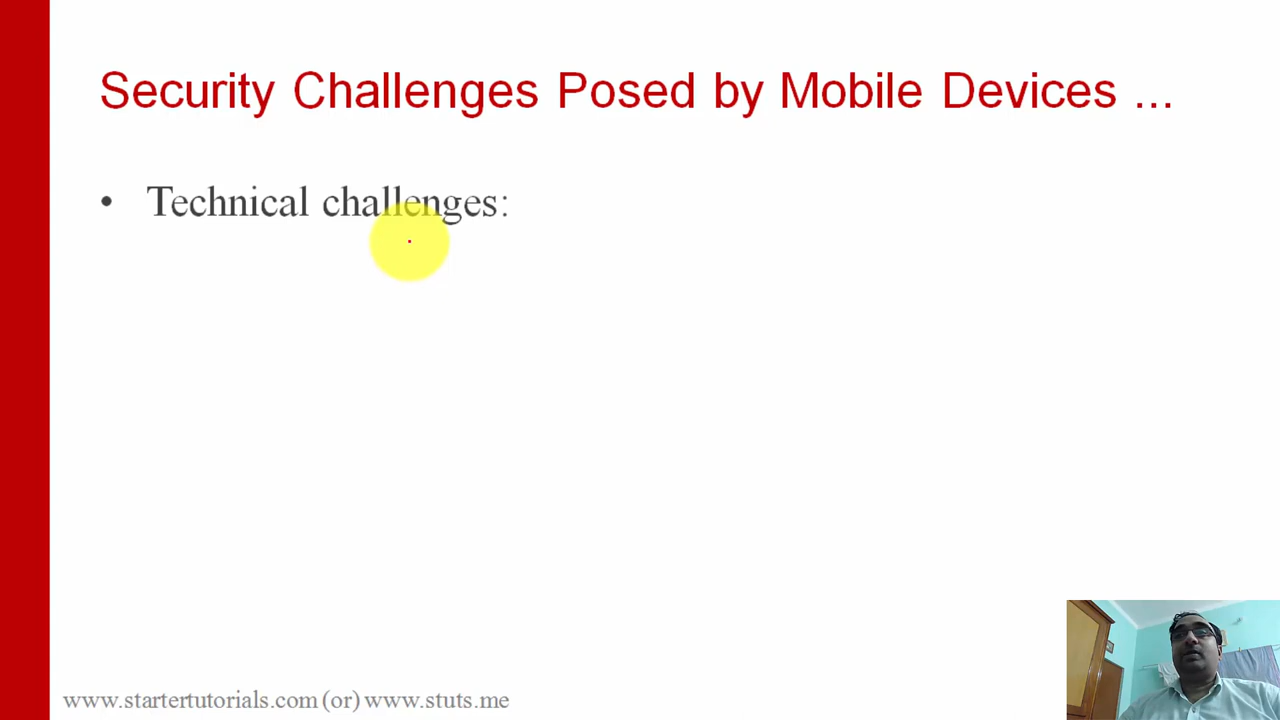 Security Challenges Posed by Mobile Devices ...
• Technical challenges:
www.startertutorials.com (or) www.stuts.me